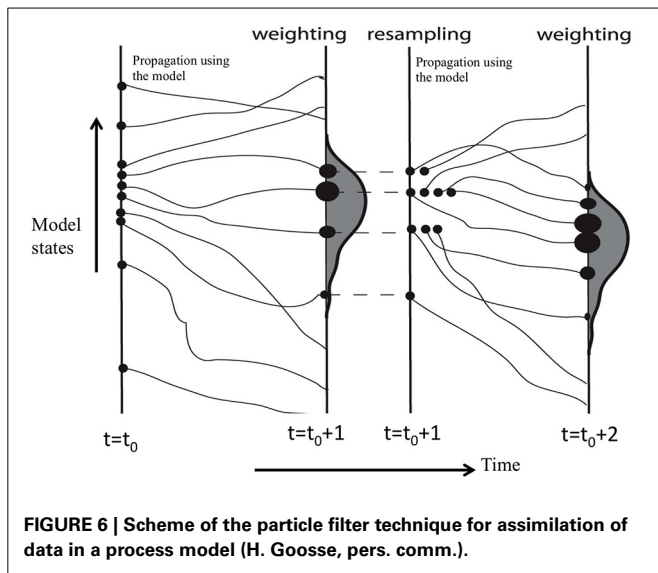 weighting resampling weighting
Propagation using
the model
Propagation using
the model
Model
states
t=t0
t=t0+1
t=t0+1
t=t0+2
Time
FIGURE 6 | Scheme of the particle filter technique for assimilation of
data in a process model (H. Goosse, pers. comm.).